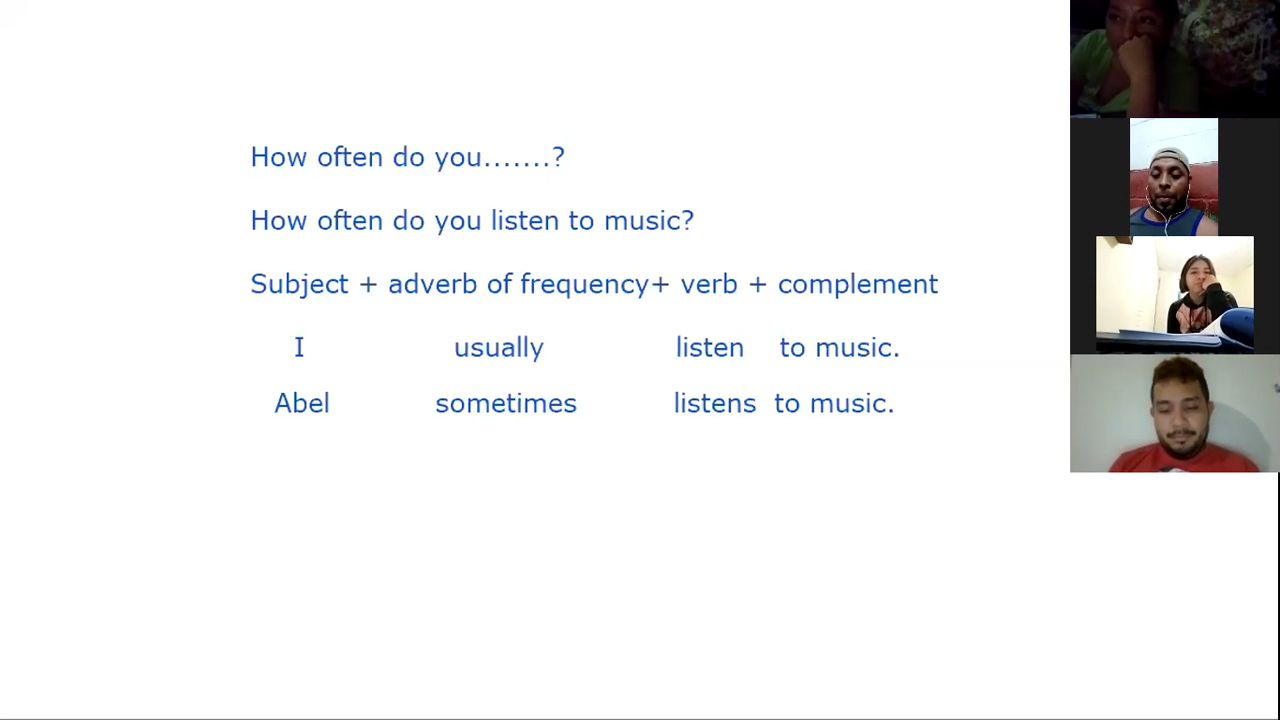 How often do you.......?
How often do you listen to music?
Subject + adverb of frequency+ verb + complement
I usually listen to music.
Abel sometimes listens to music.